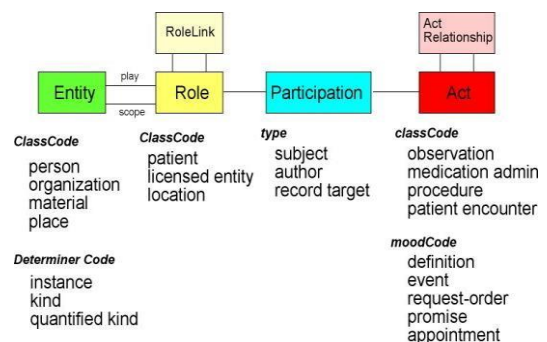 RoleLink
Act
Relationship
Entity
play
scope
Role
Participation
Act
ClassCode
person
organization
material
place
Determiner Code
instance
kind
quantified kind
ClassCode
patient
licensed entity
location
type
subject
author
record target
classCode
observation
medication admin
procedure
patient encounter
moodCode
definition
event
request-order
promise
appointment